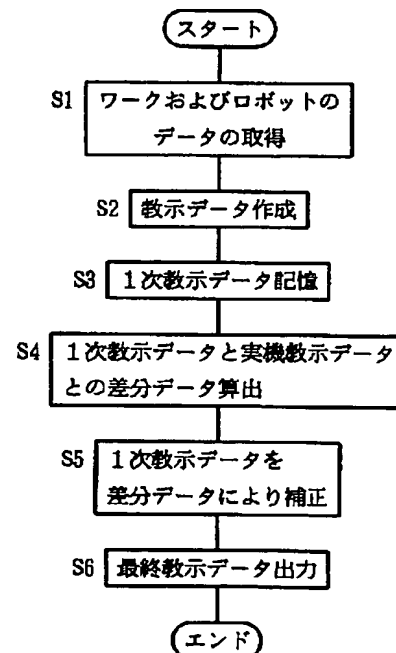 スタート
S1 ワークおよびロボットの
データの取得
S2 教示データ作成
S3 1次教示データ記憶
S4 1次教示データと実機教示データ
との差分データ算出
S5 1次教示データを
差分データにより補正
S6 最終教示データ出力
エンド